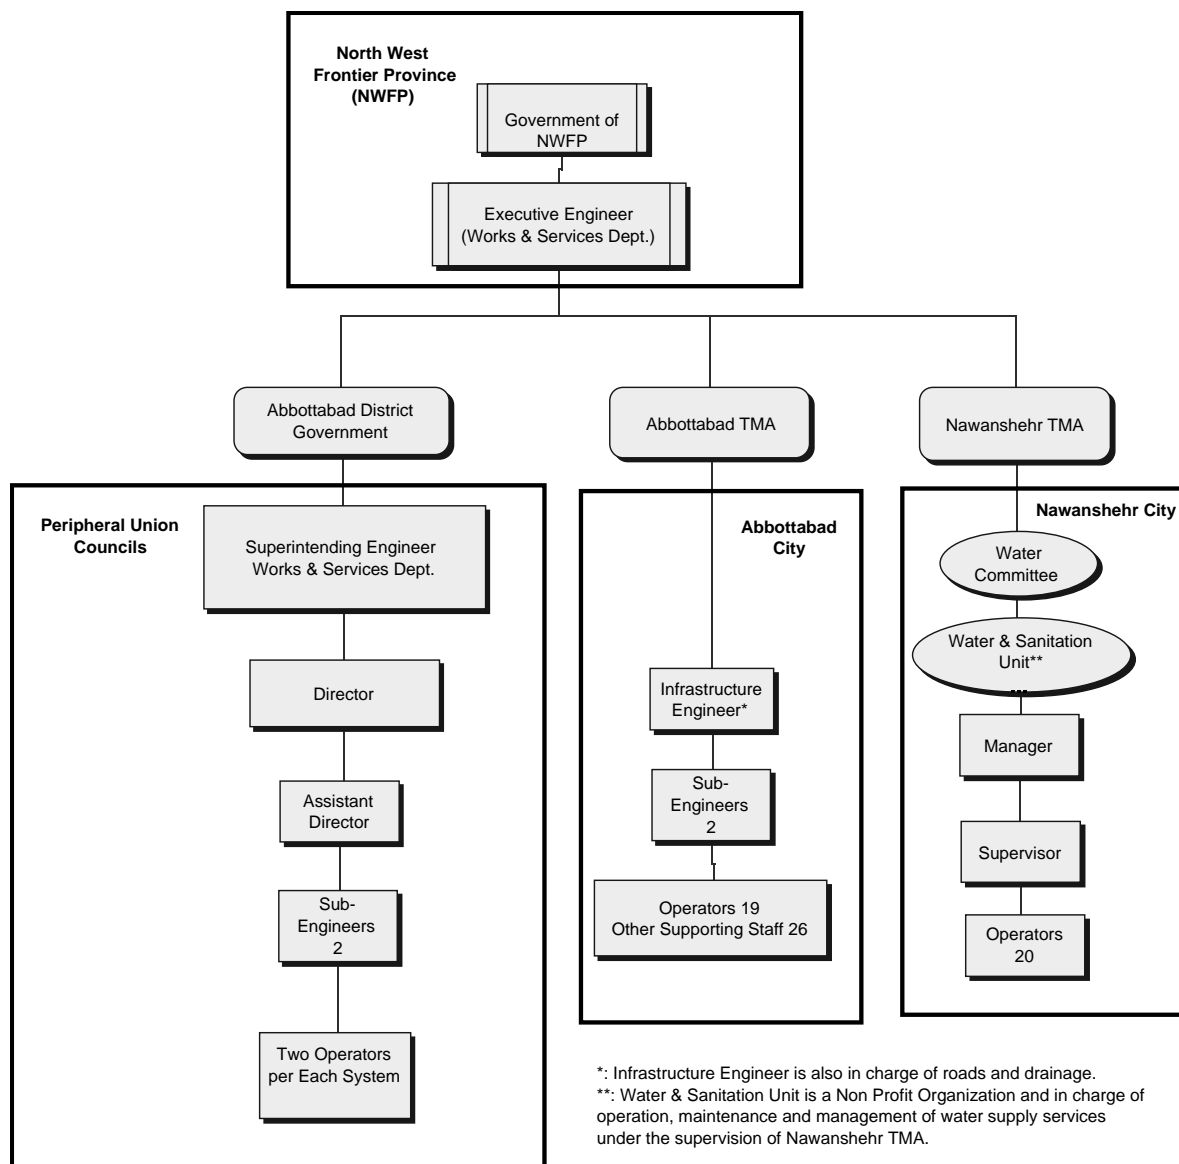 North West
Frontier Province
(NWFP)
Government of
NWFP
Executive Engineer
(Works & Services Dept.)
Abbottabad District
Government
Abbottabad TMA
Nawanshehr TMA
Peripheral Union
Councils
Superintending Engineer
Works & Services Dept.
Director
Assistant
Director
Sub-
Engineers
2
Two Operators
per Each System
Abbottabad
City
Infrastructure
Engineer*
Sub-
Engineers
2
Operators 19
Other Supporting Staff 26
Nawanshehr City
Water
Committee
Water & Sanitation
Unit**
Manager
Supervisor
Operators
20
*: Infrastructure Engineer is also in charge of roads and drainage.
**: Water & Sanitation Unit is a Non Profit Organization and in charge of
operation, maintenance and management of water supply services
under the supervision of Nawanshehr TMA.